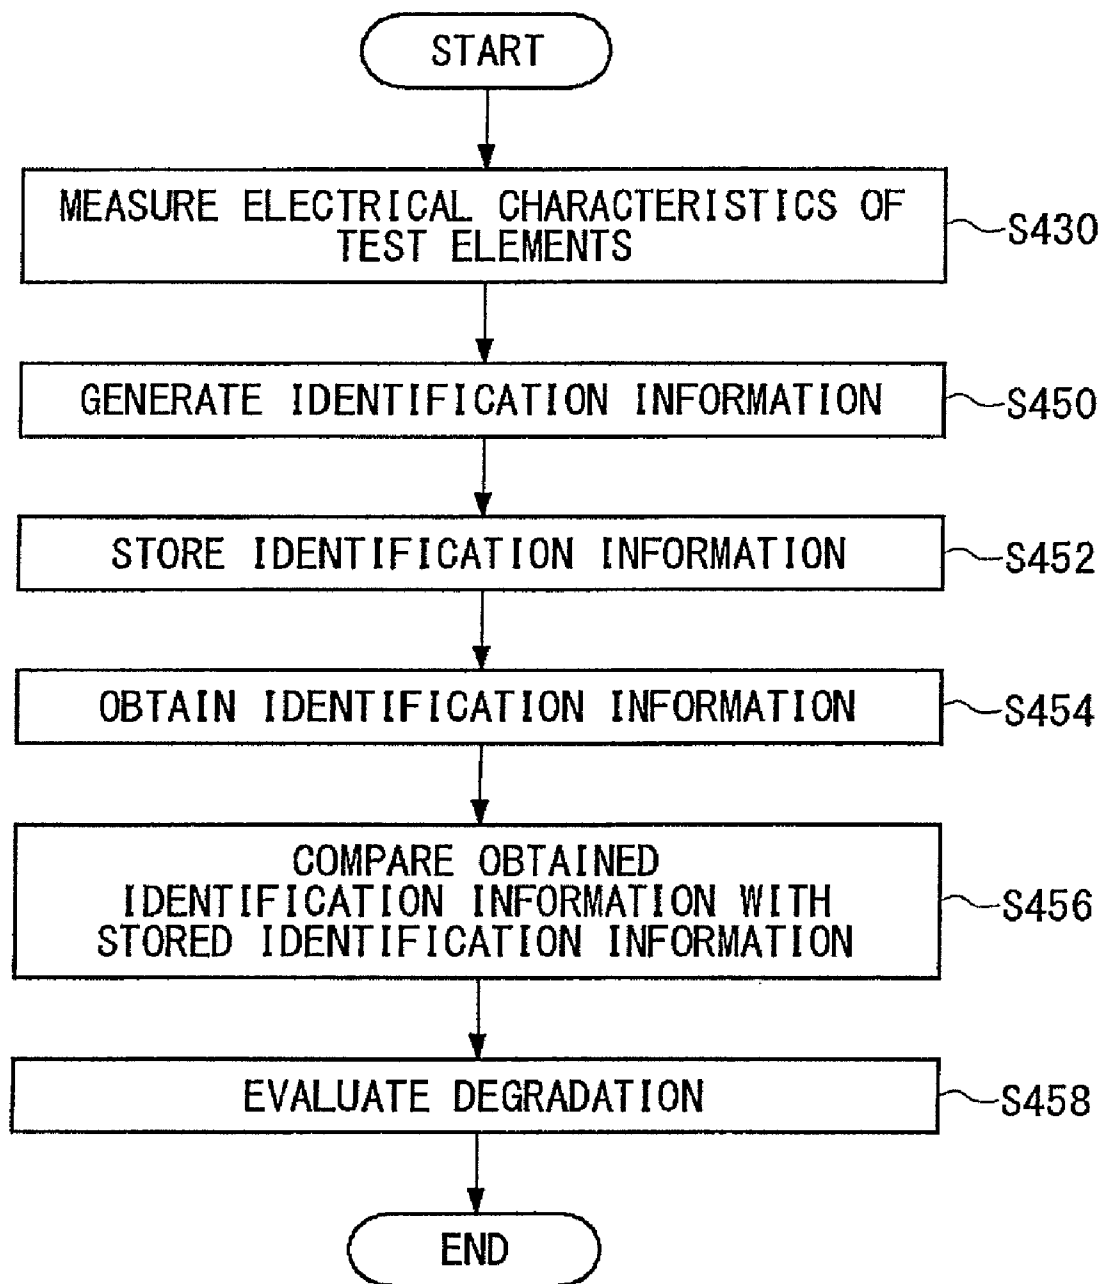 START
MEASURE ELECTRICAL CHARACTERISTICS OF
TEST ELEMENTS
S430
GENERATE IDENTIFICATION INFORMATION
S450
STORE IDENTIFICATION INFORMATION
S452
OBTAIN IDENTIFICATION INFORMATION
S454
COMPARE OBTAINED
IDENTIFICATION INFORMATION WITH
STORED IDENTIFICATION INFORMATION
S456
EVALUATE DEGRADATION
S458
END